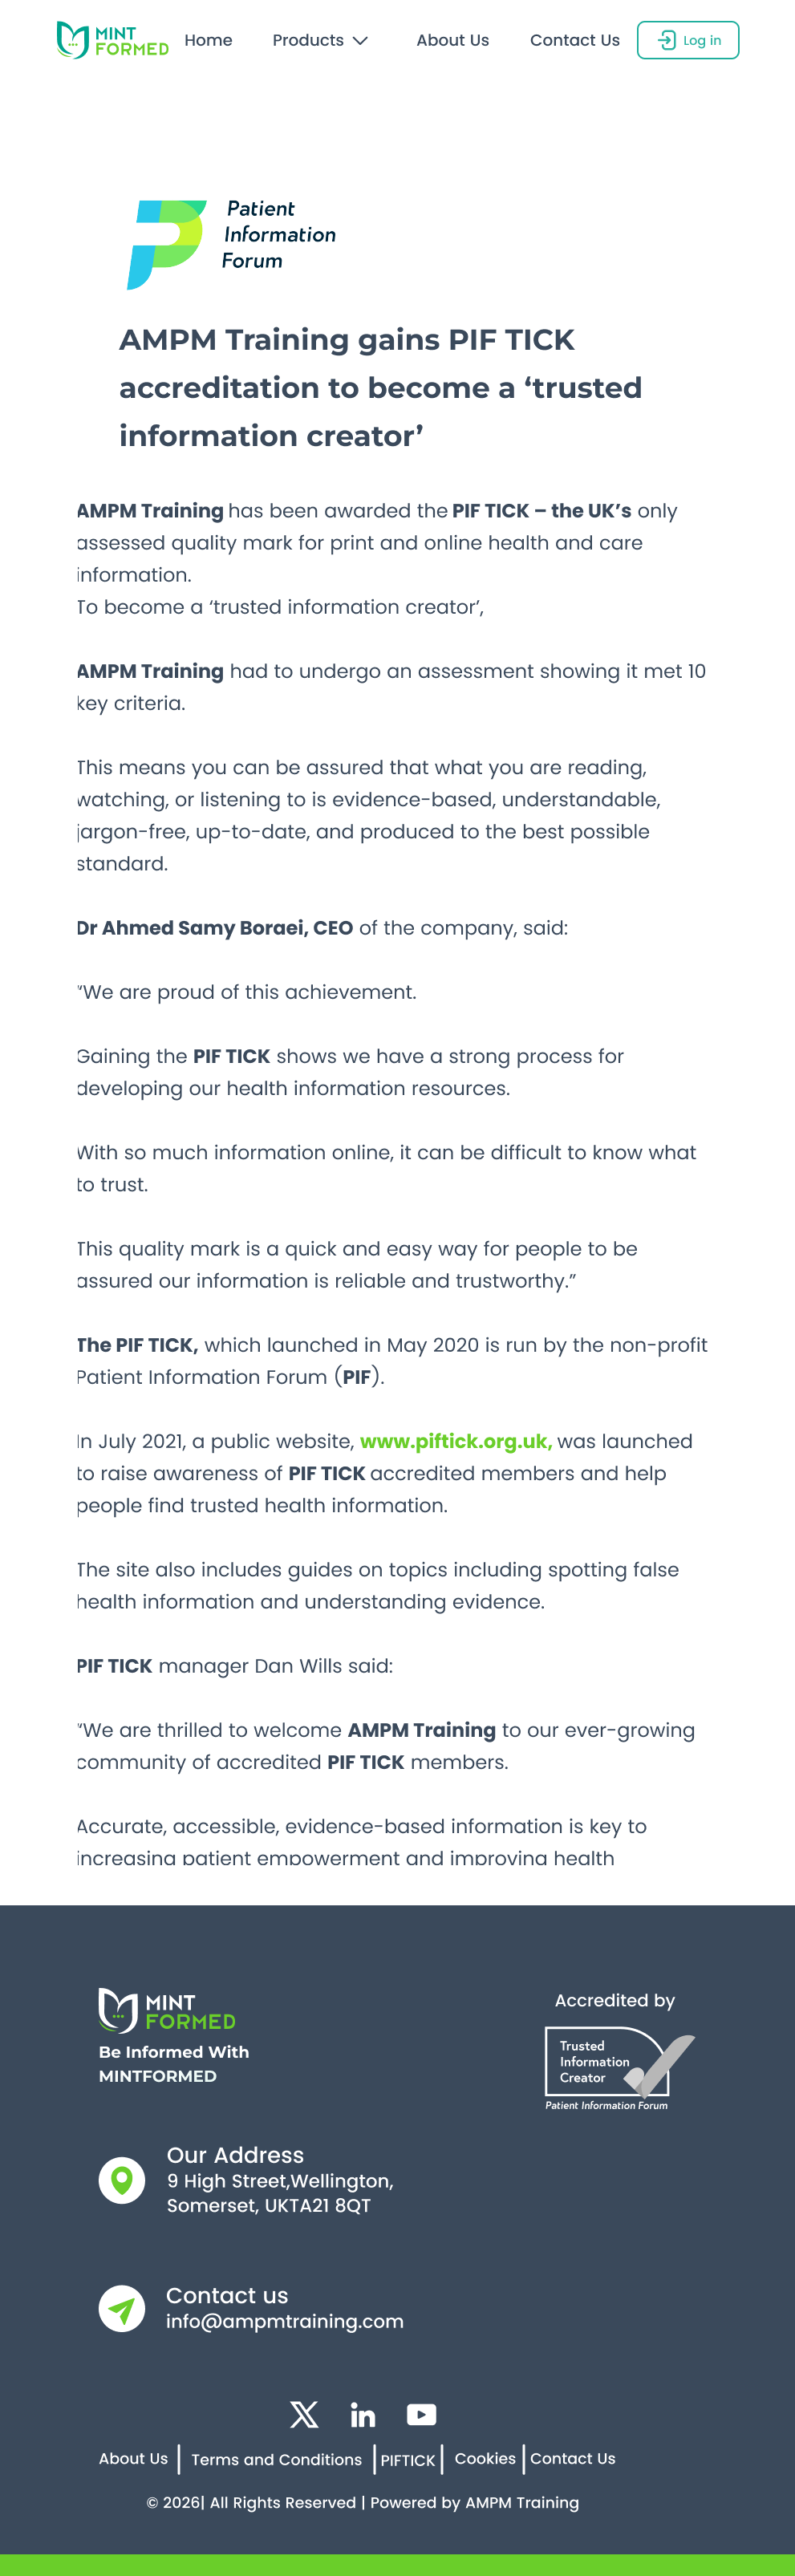 MINT
FORMED
Home
Products
About Us
Contact Us
Log in
Patient
Information
Forum
AMPM Training gains PIF TICK
accreditation to become a ‘trusted
information creator’
AMPM Training has been awarded the PIF TICK – the UK’s only
assessed quality mark for print and online health and care
information.
To become a ‘trusted information creator’,
AMPM Training had to undergo an assessment showing it met 10
key criteria.
This means you can be assured that what you are reading,
watching, or listening to is evidence-based, understandable,
jargon-free, up-to-date, and produced to the best possible
standard.
Dr Ahmed Samy Boraei, CEO of the company, said:
“We are proud of this achievement.
Gaining the PIF TICK shows we have a strong process for
developing our health information resources.
With so much information online, it can be difficult to know what
to trust.
This quality mark is a quick and easy way for people to be
assured our information is reliable and trustworthy.”
The PIF TICK, which launched in May 2020 is run by the non-profit
Patient Information Forum (PIF).
In July 2021, a public website, www.piftick.org.uk, was launched
to raise awareness of PIF TICK accredited members and help
people find trusted health information.
The site also includes guides on topics including spotting false
health information and understanding evidence.
PIF TICK manager Dan Wills said:
“We are thrilled to welcome AMPM Training to our ever-growing
community of accredited PIF TICK members.
Accurate, accessible, evidence-based information is key to
increasing patient empowerment and improving health
MINT
FORMED
Be Informed With
MINTFORMED
Accredited by
Trusted
Information
Creator
Patient Information Forum
Our Address
9 High Street,Wellington,
Somerset, UKTA21 8QT
Contact us
info@ampmtraining.com
About Us | Terms and Conditions | PIFTICK | Cookies | Contact Us
© 2026| All Rights Reserved | Powered by AMPM Training